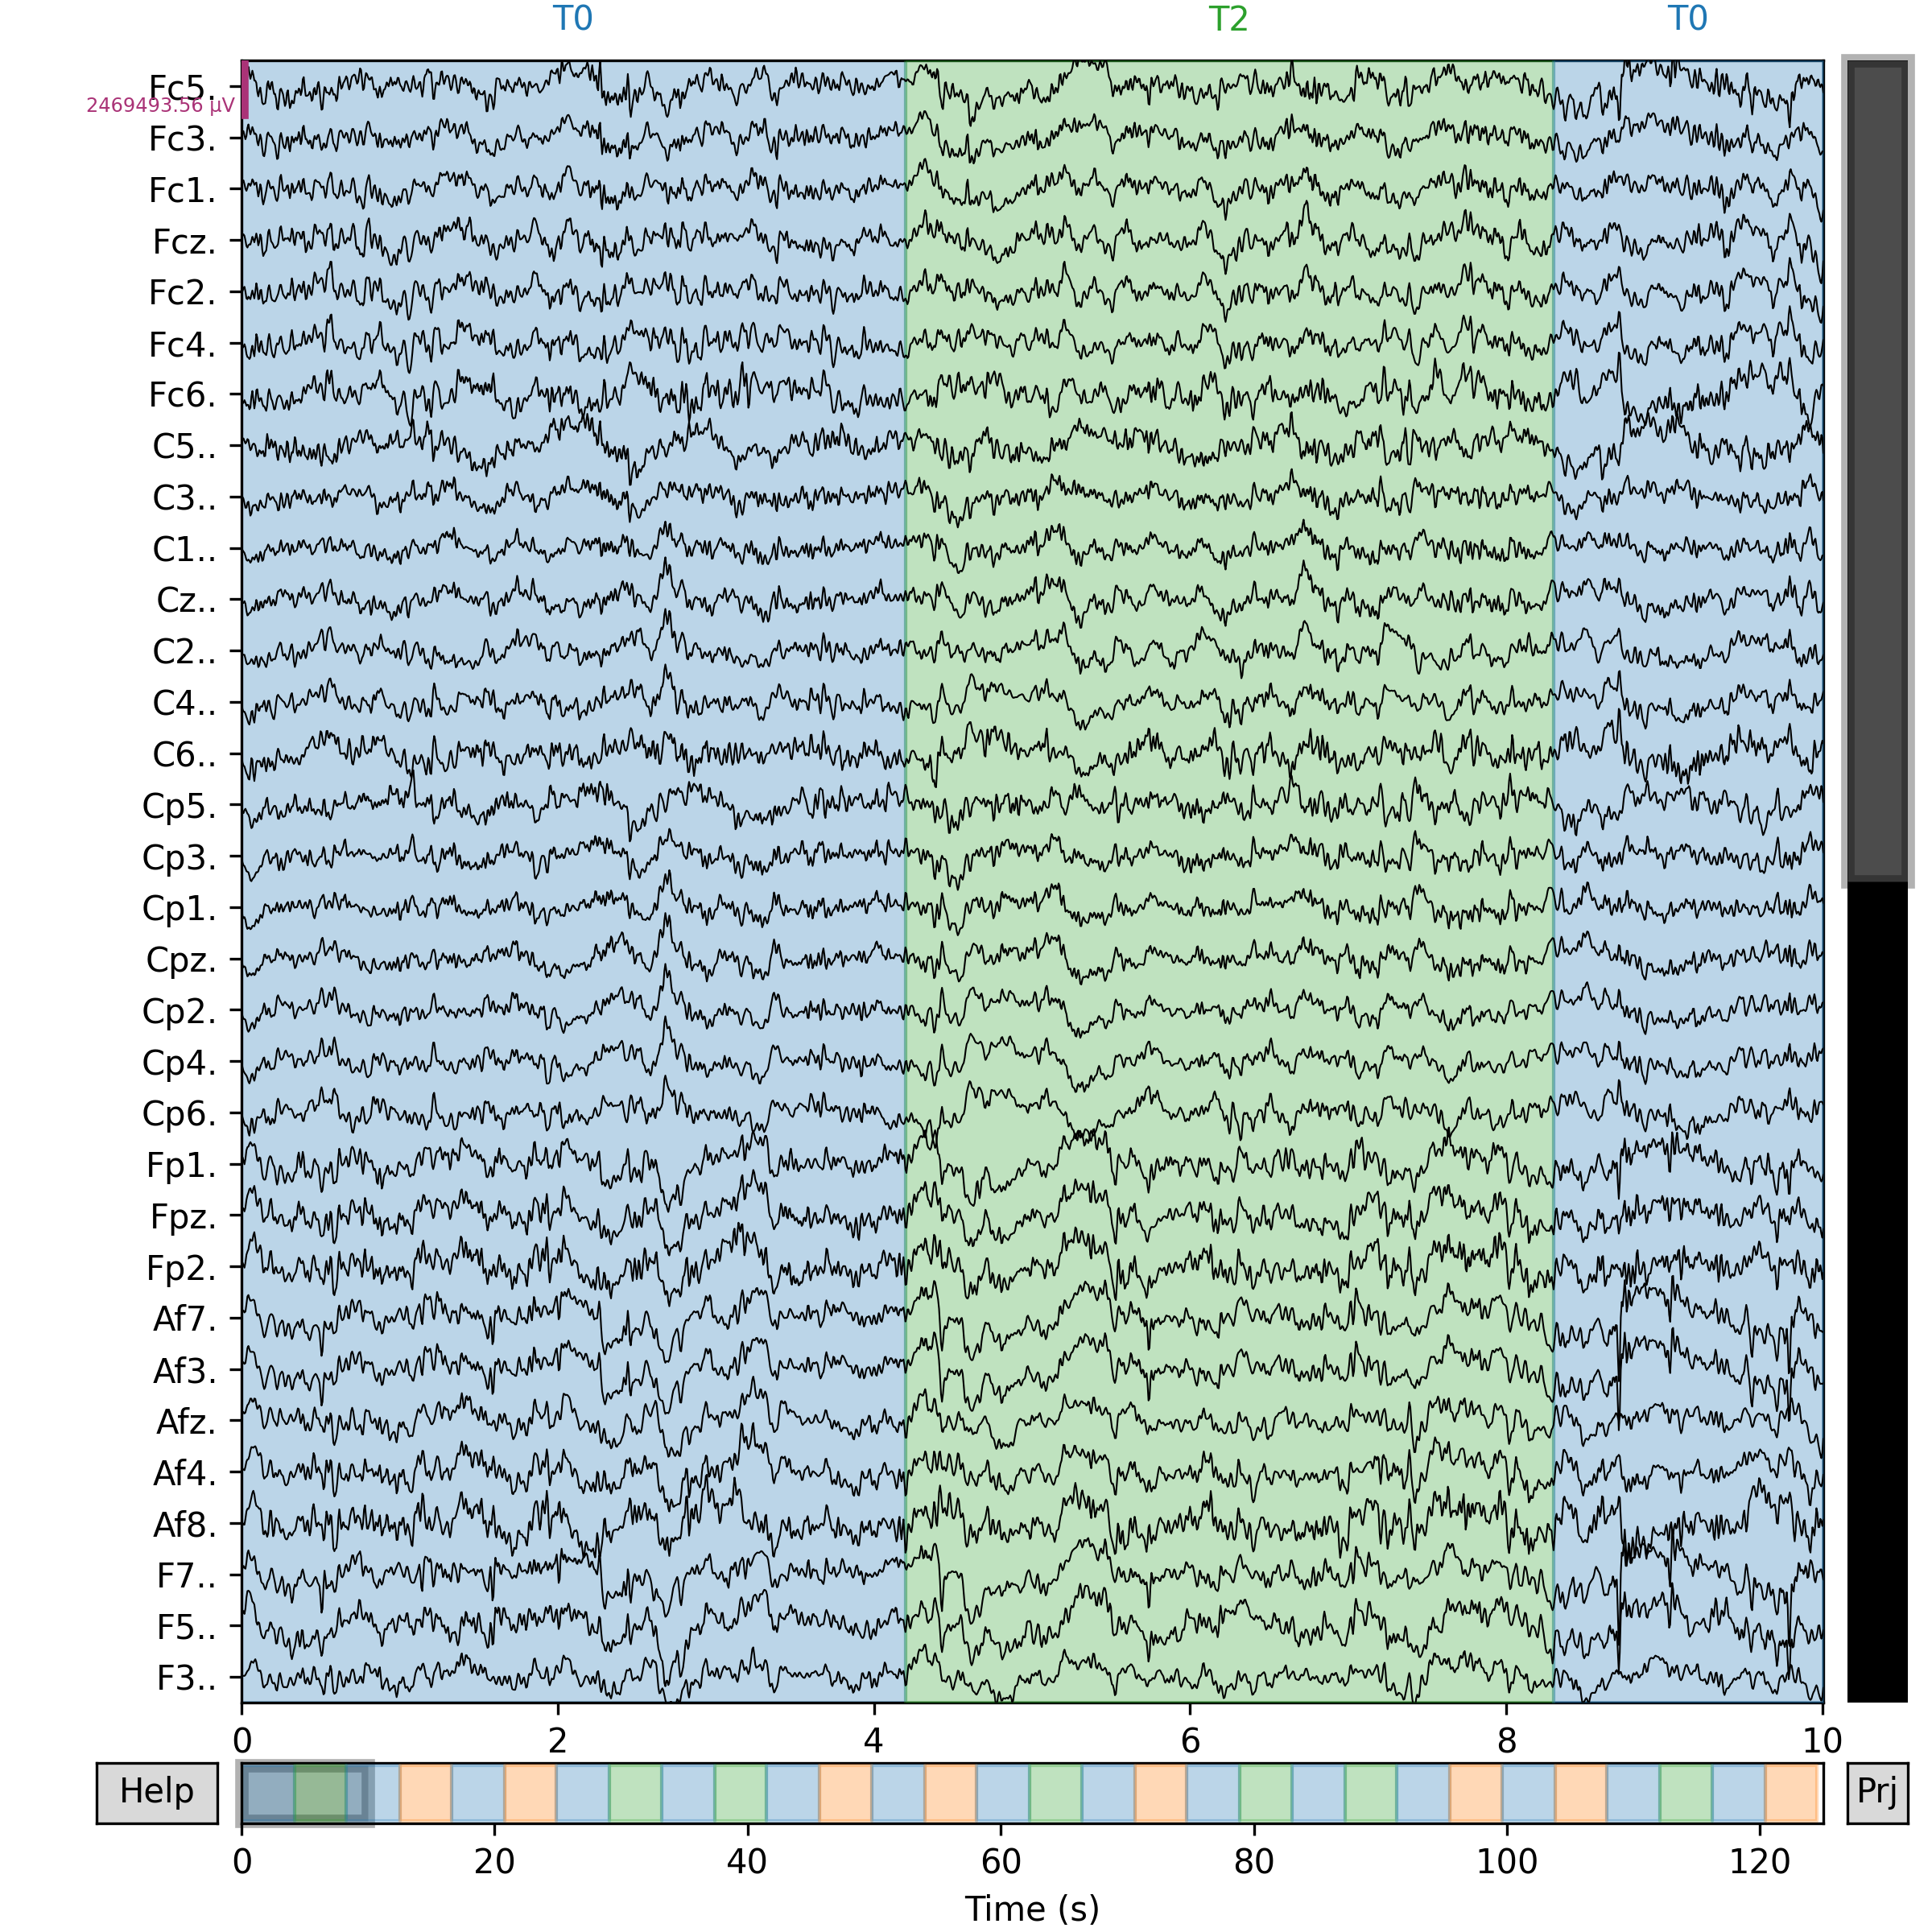 T0 T2 T0
Fc5.
2469493.56 µV
Fc3.
Fc1.
Fcz.
Fc2.
Fc4.
Fc6.
C5..
C3..
C1..
Cz..
C2..
C4..
C6..
Cp5.
Cp3.
Cp1.
Cpz.
Cp2.
Cp4.
Cp6.
Fp1.
Fpz.
Fp2.
Af7.
Af3.
Afz.
Af4.
Af8.
F7..
F5..
F3..
0 2 4 6 8 10
Help Prj
0 20 40 60 80 100 120
Time (s)